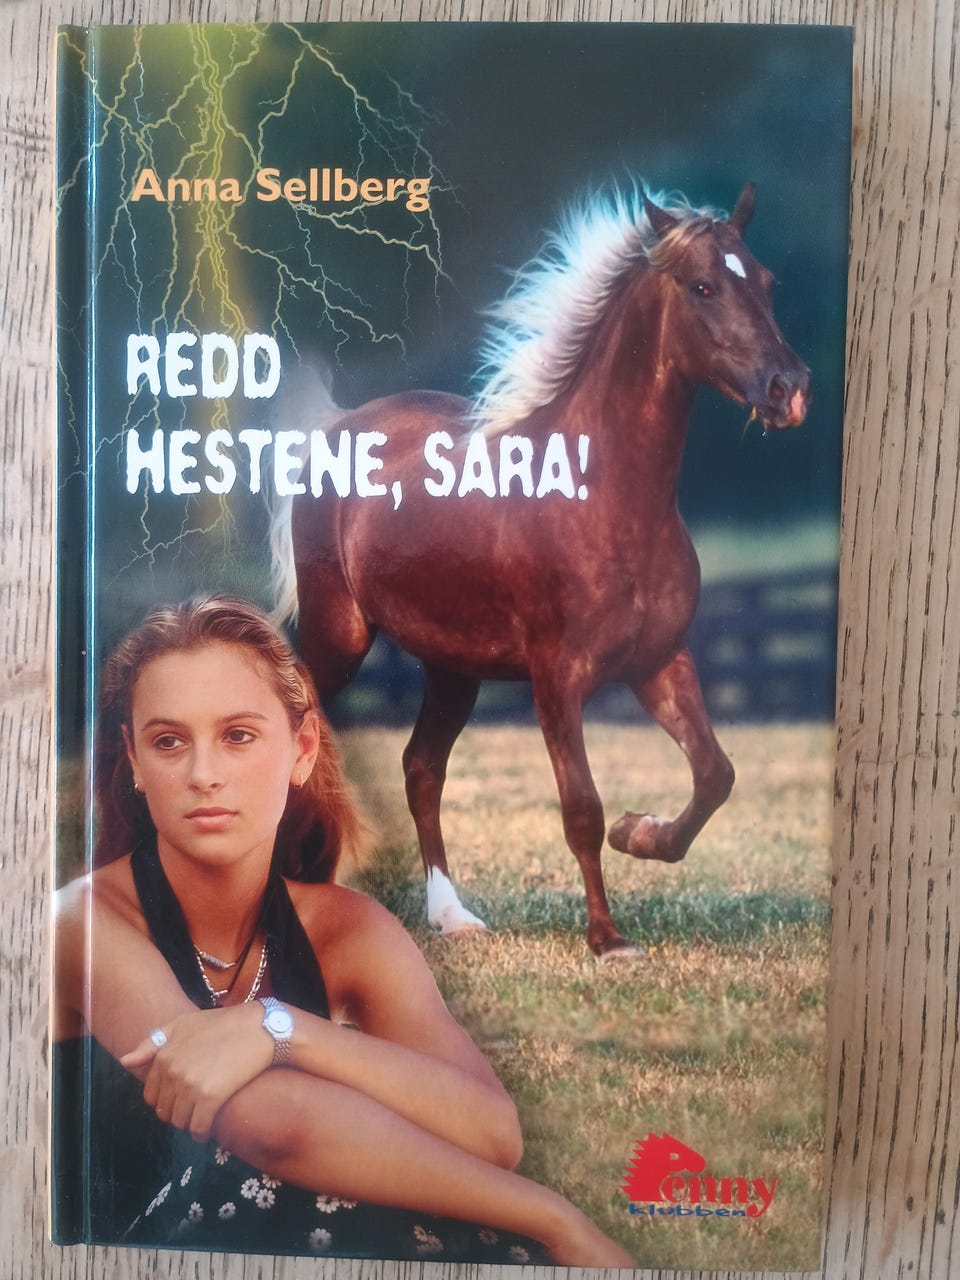 Anna Sellberg
REDD
HESTENE, SARA!
Penny
klubben